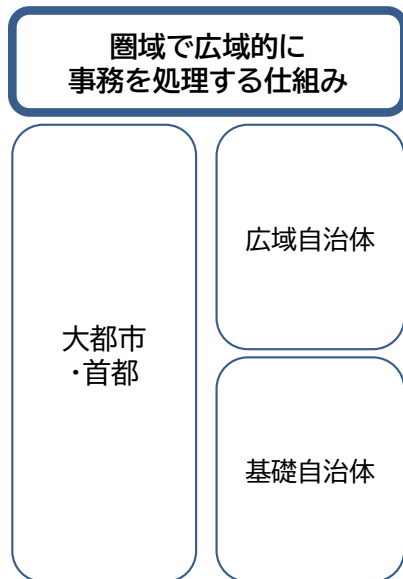 圏域で広域的に
事務を処理する仕組み
大都市
・首都
広域自治体
基礎自治体